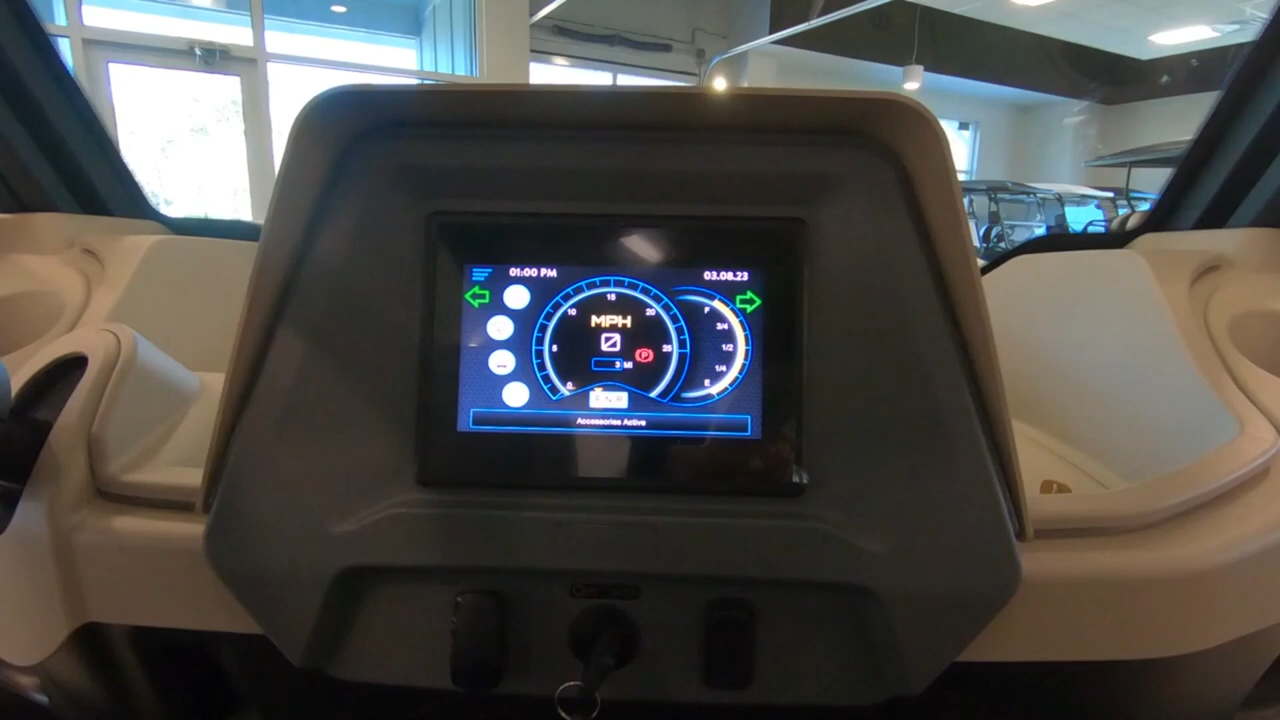 01:00 PM
03.08.23
15
10
20
MPH
5
25
3 MI
0
F
3/4
1/2
1/4
E
P
F N R
Accessories Active